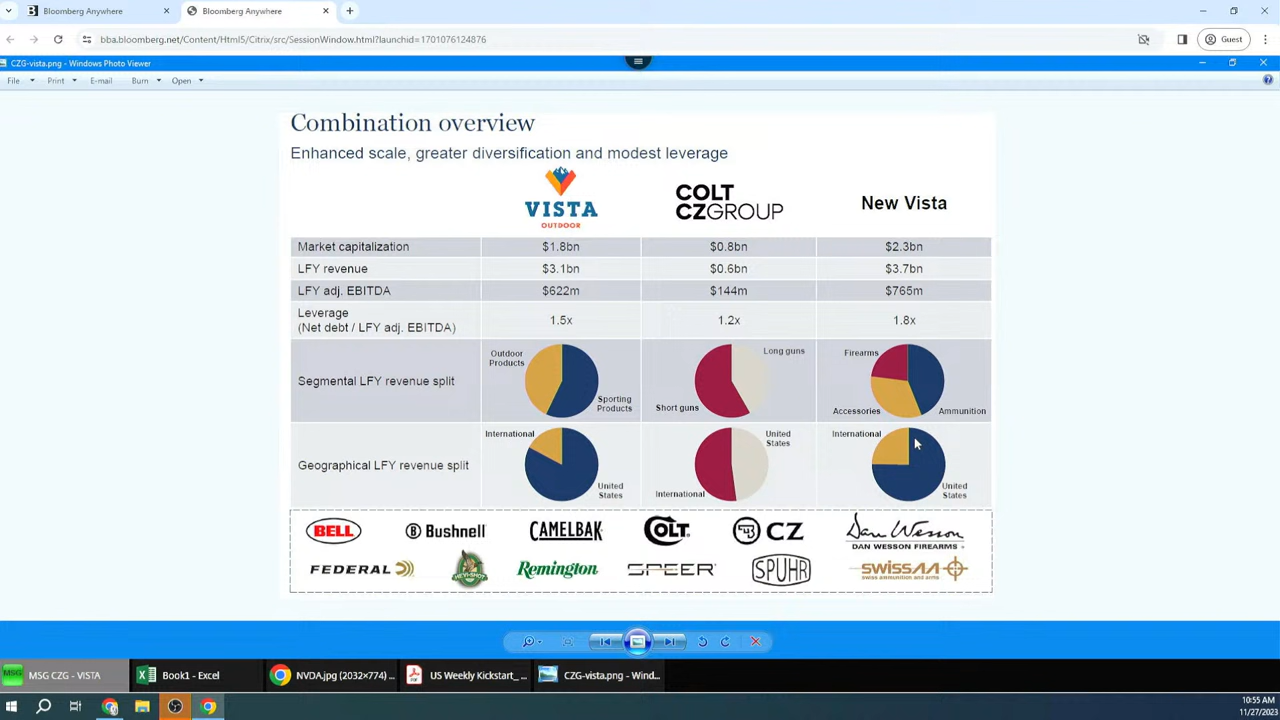 Bloomberg Anywhere
Bloomberg Anywhere
bba.bloomberg.net/Content/Html5/Citrix/src/SessionWindow.html?launchid=1701076124876
Guest
CZG-vista.png - Windows Photo Viewer
File Print E-mail Burn Open
Combination overview
Enhanced scale, greater diversification and modest leverage
VISTA
OUTDOOR
COLT
CZGROUP
New Vista
Market capitalization $1.8bn $0.8bn $2.3bn
LFY revenue $3.1bn $0.6bn $3.7bn
LFY adj. EBITDA $622m $144m $765m
Leverage
(Net debt / LFY adj. EBITDA) 1.5x 1.2x 1.8x
Segmental LFY revenue split
Outdoor
Products
Sporting
Products
Long guns
Short guns
Firearms
Accessories
Ammunition
Geographical LFY revenue split
International
United
States
United
States
International
International
United
States
BELL Bushnell CAMELBAK COLT CZ Dan Wesson
DAN WESSON FIREARMS
FEDERAL HEVI-SHOT Remington SPEER SPUHR SWISSAA
swiss ammunition and arms
MSG CZG - VISTA
Book1 - Excel
NVDA.jpg (2032×774) ...
US Weekly Kickstart_ ...
CZG-vista.png - Wind...
10:55 AM
11/27/2023